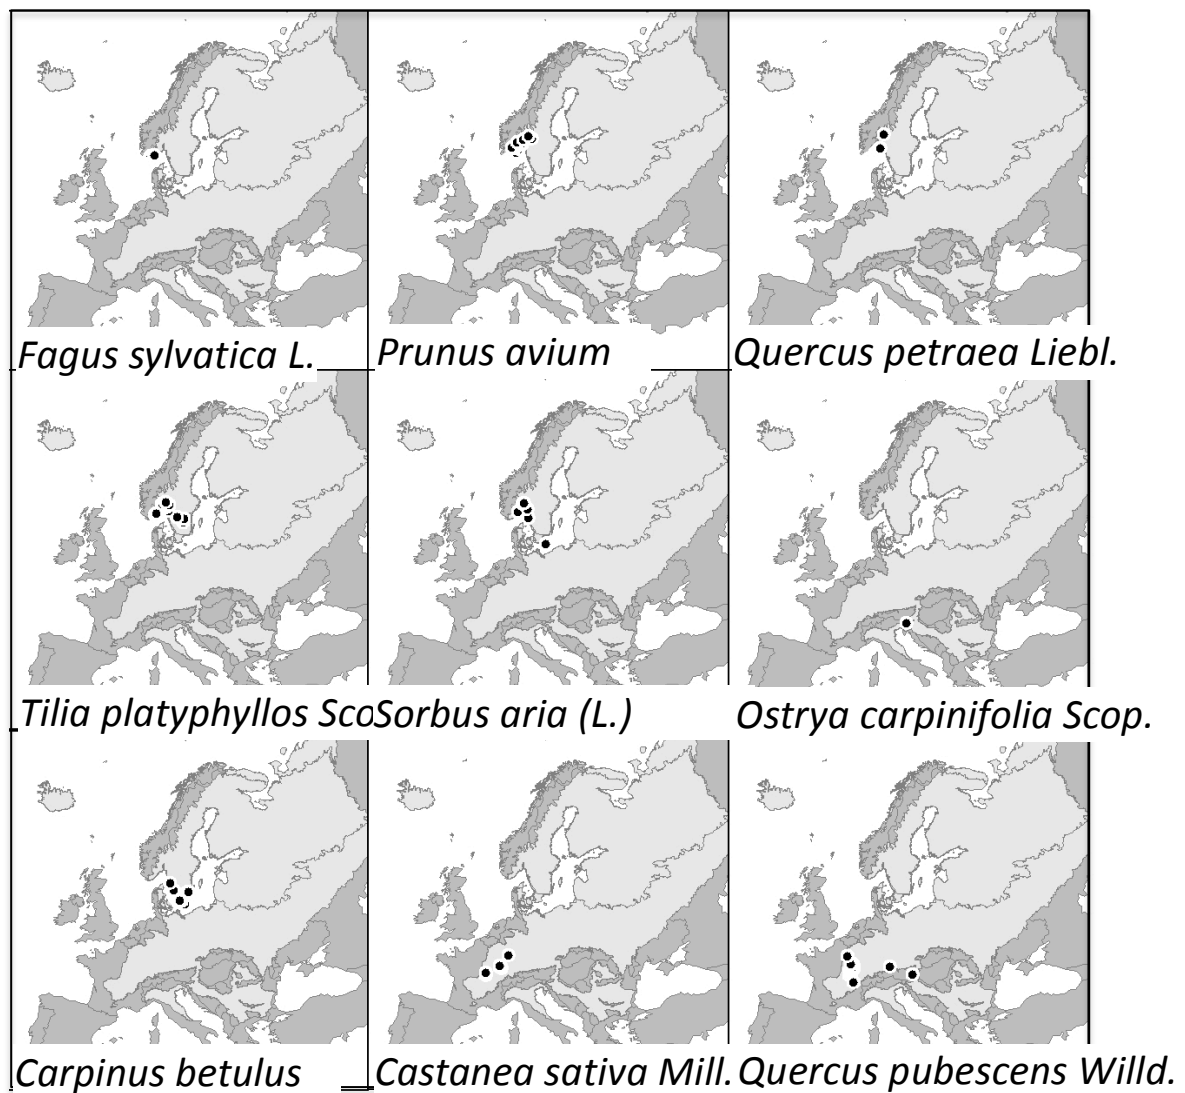 Fagus sylvatica L.
Prunus avium
Quercus petraea Liebl.
Tilia platyphyllos Sco
Sorbus aria (L.)
Ostrya carpinifolia Scop.
Carpinus betulus
Castanea sativa Mill.
Quercus pubescens Willd.